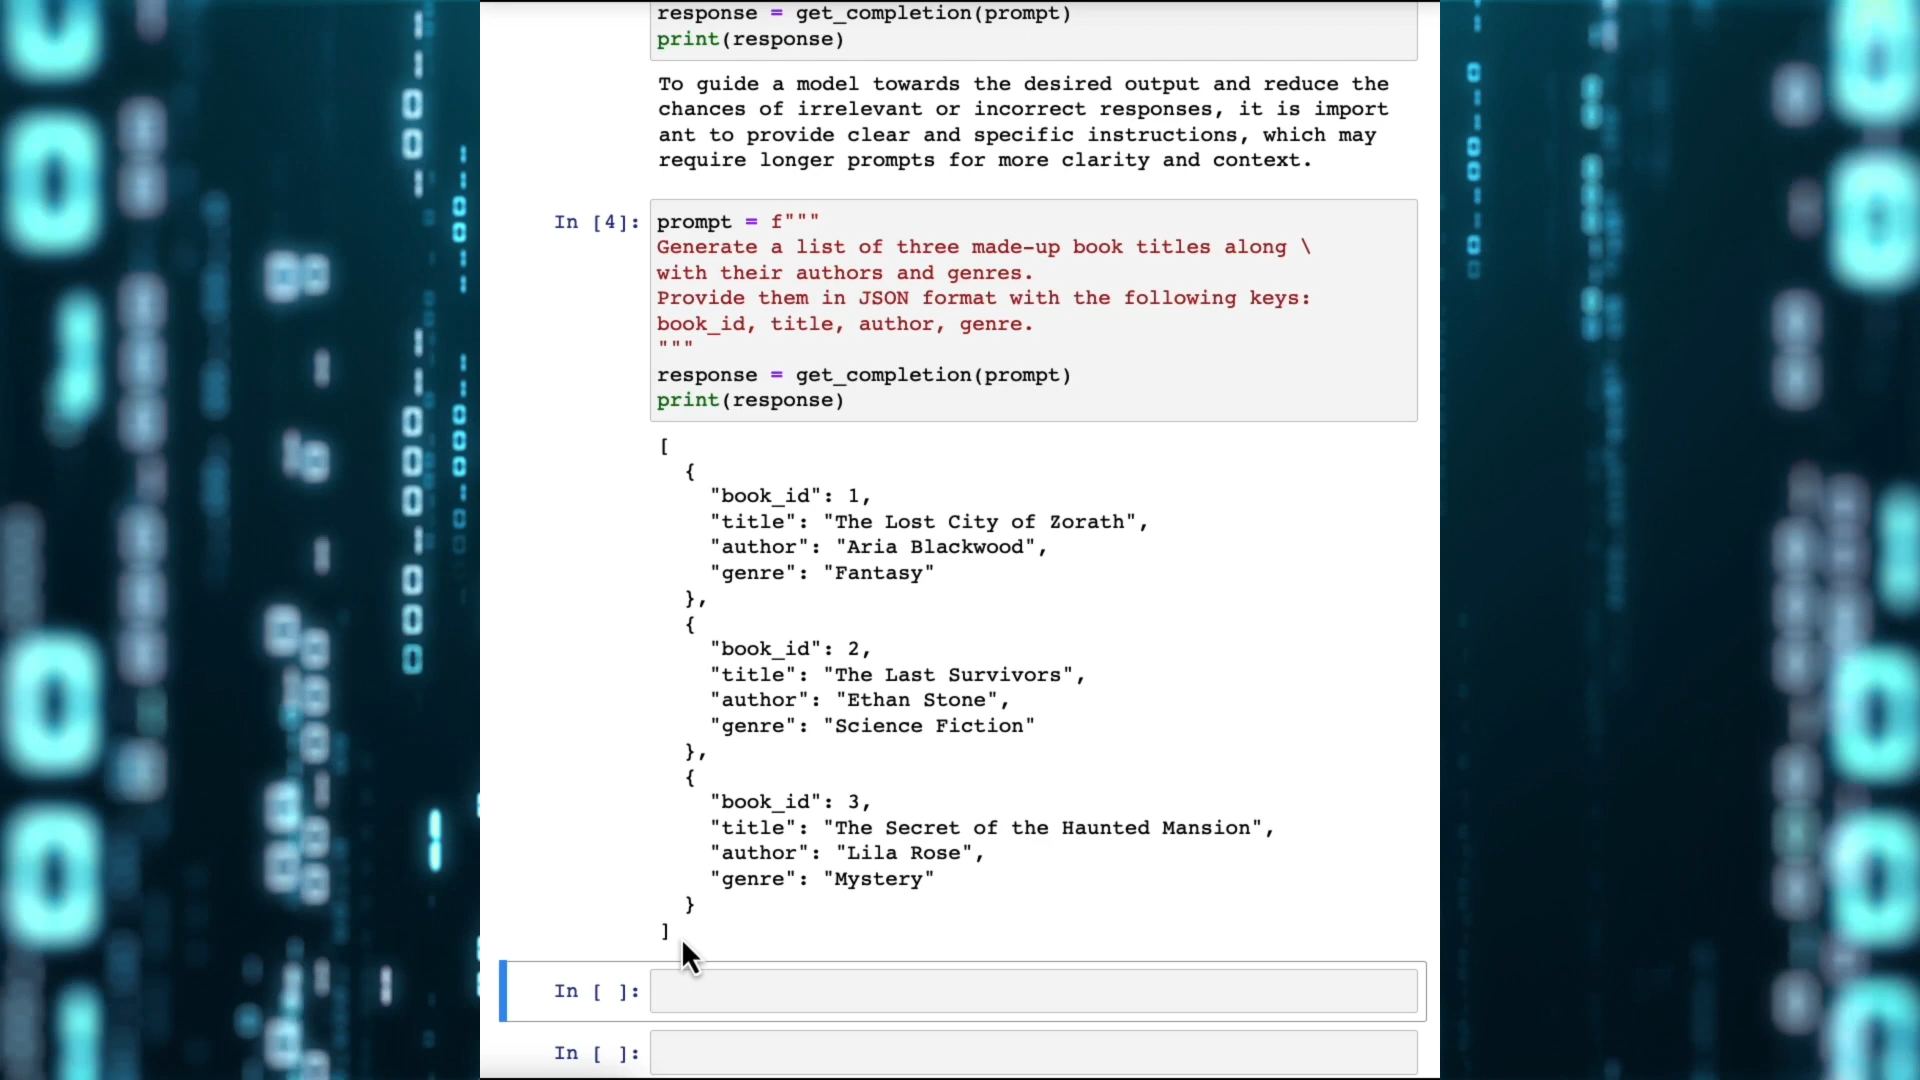 response = get_completion(prompt)
print(response)
To guide a model towards the desired output and reduce the
chances of irrelevant or incorrect responses, it is import
ant to provide clear and specific instructions, which may
require longer prompts for more clarity and context.
In [4]:
prompt = f"""
Generate a list of three made-up book titles along \
with their authors and genres.
Provide them in JSON format with the following keys:
book_id, title, author, genre.
"""
response = get_completion(prompt)
print(response)
[
  {
    "book_id": 1,
    "title": "The Lost City of Zorath",
    "author": "Aria Blackwood",
    "genre": "Fantasy"
  },
  {
    "book_id": 2,
    "title": "The Last Survivors",
    "author": "Ethan Stone",
    "genre": "Science Fiction"
  },
  {
    "book_id": 3,
    "title": "The Secret of the Haunted Mansion",
    "author": "Lila Rose",
    "genre": "Mystery"
  }
]
In [ ]:
In [ ]: